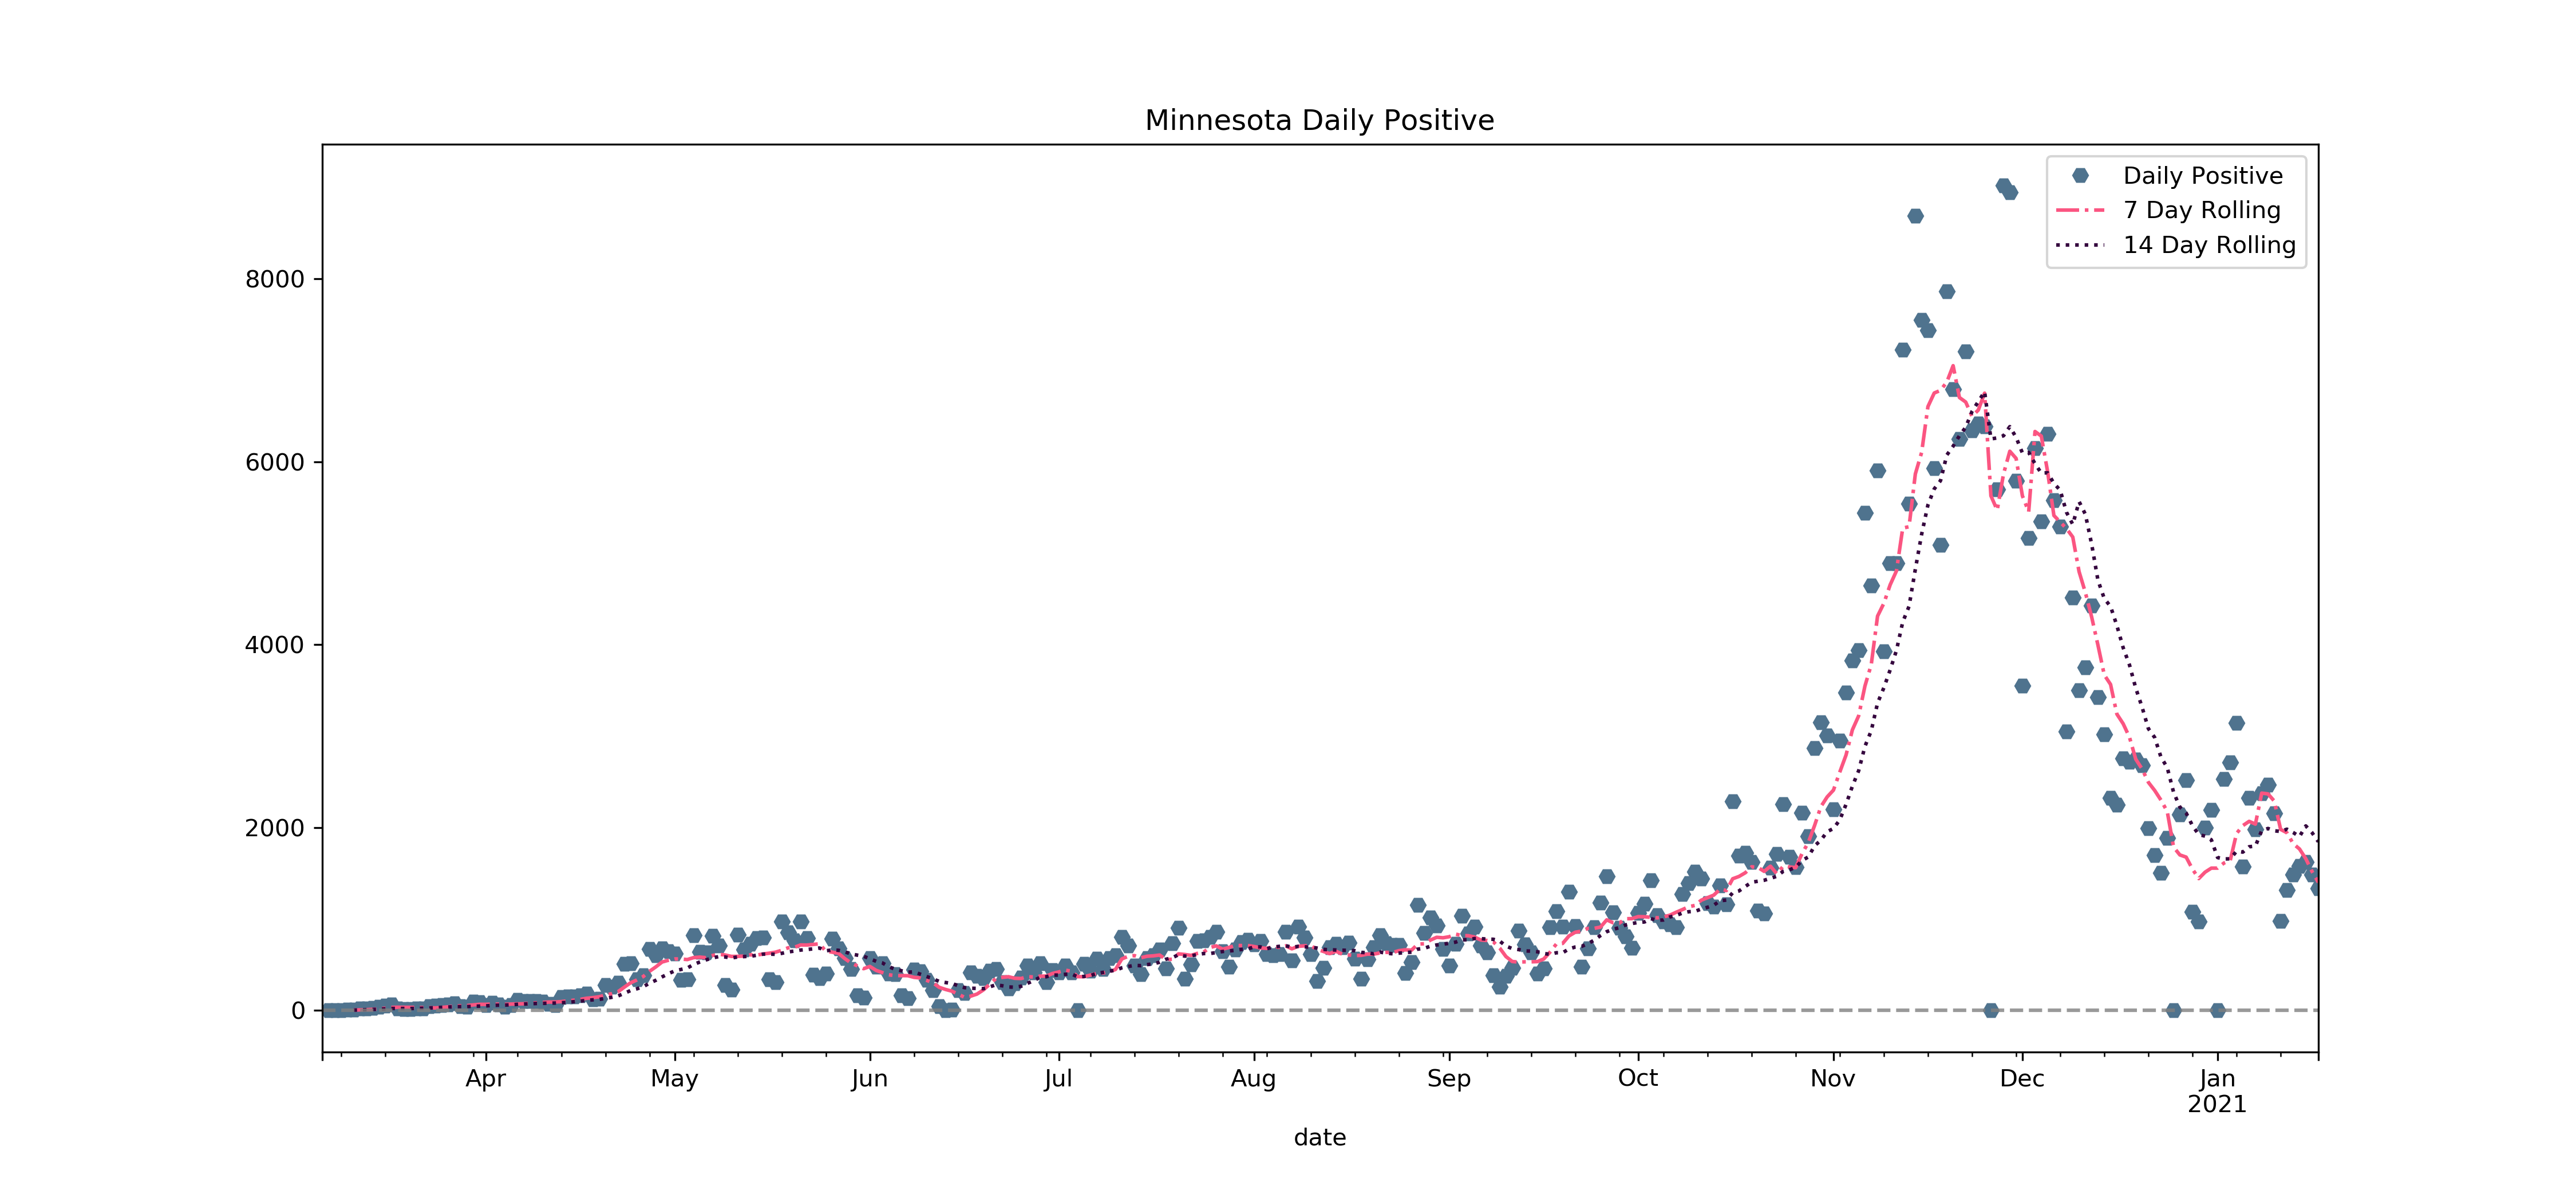 Minnesota Daily Positive
Daily Positive
7 Day Rolling
14 Day Rolling
8000
6000
4000
2000
0
Apr May Jun Jul Aug Sep Oct Nov Dec Jan
2021
date